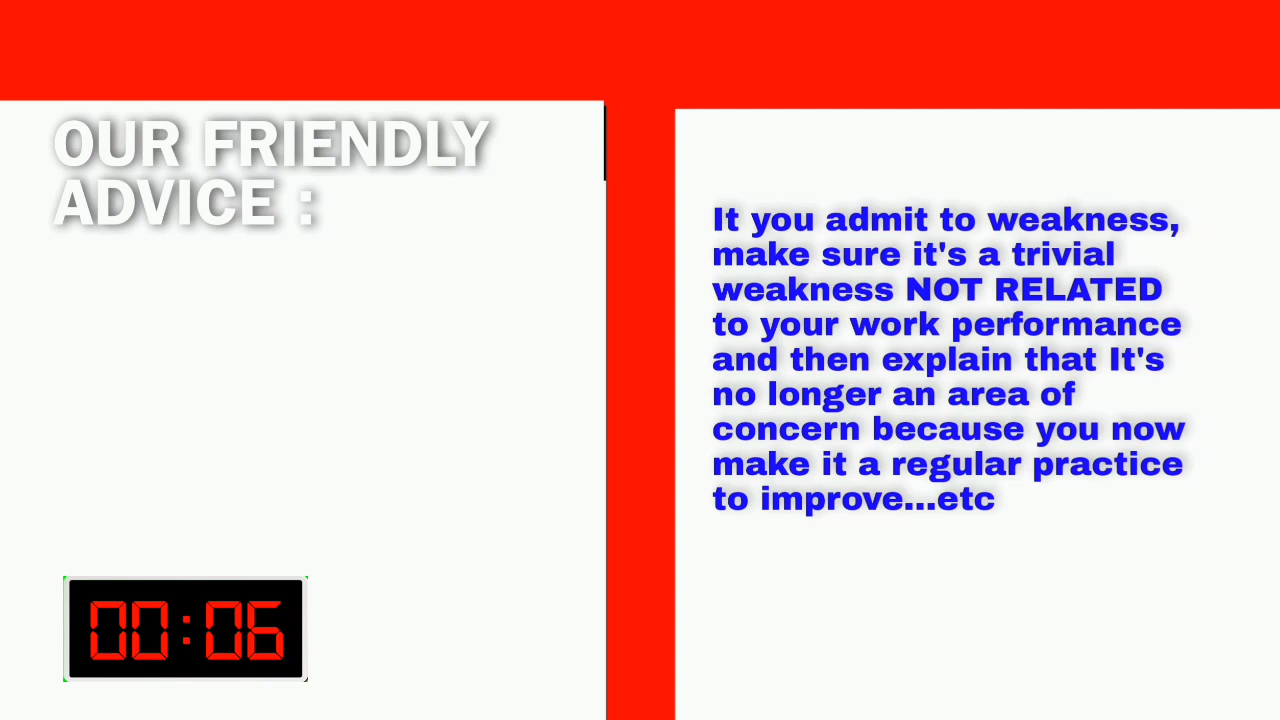 OUR FRIENDLY
ADVICE :
It you admit to weakness,
make sure it's a trivial
weakness NOT RELATED
to your work performance
and then explain that It's
no longer an area of
concern because you now
make it a regular practice
to improve...etc
00:06